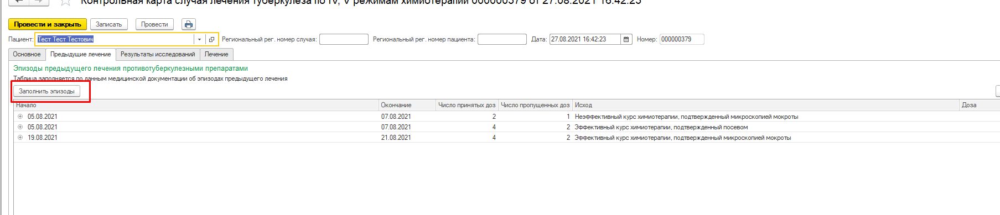 Контрольная карта случая лечения туберкулеза по IV, V режимам химиотерапии 000000379 от 27.08.2021 16:42:23
Провести и закрыть Записать Провести
Пациент: Тест Тест Тестович Региональный рег. номер случая: Региональный рег. номер пациента: Дата: 27.08.2021 16:42:23 Номер: 000000379
Основное Предыдущие лечение Результаты исследований Лечение
Эпизоды предыдущего лечения противотуберкулезными препаратами
Таблица заполняется по данным медицинской документации об эпизодах предыдущего лечения
Заполнить эпизоды
Начало Окончание Число принятых доз Число пропущенных доз Исход Доза
05.08.2021 07.08.2021 2 1 Неэффективный курс химиотерапии, подтвержденный микроскопией мокроты
05.08.2021 07.08.2021 4 2 Эффективный курс химиотерапии, подтвержденный посевом
19.08.2021 21.08.2021 4 2 Эффективный курс химиотерапии, подтвержденный микроскопией мокроты